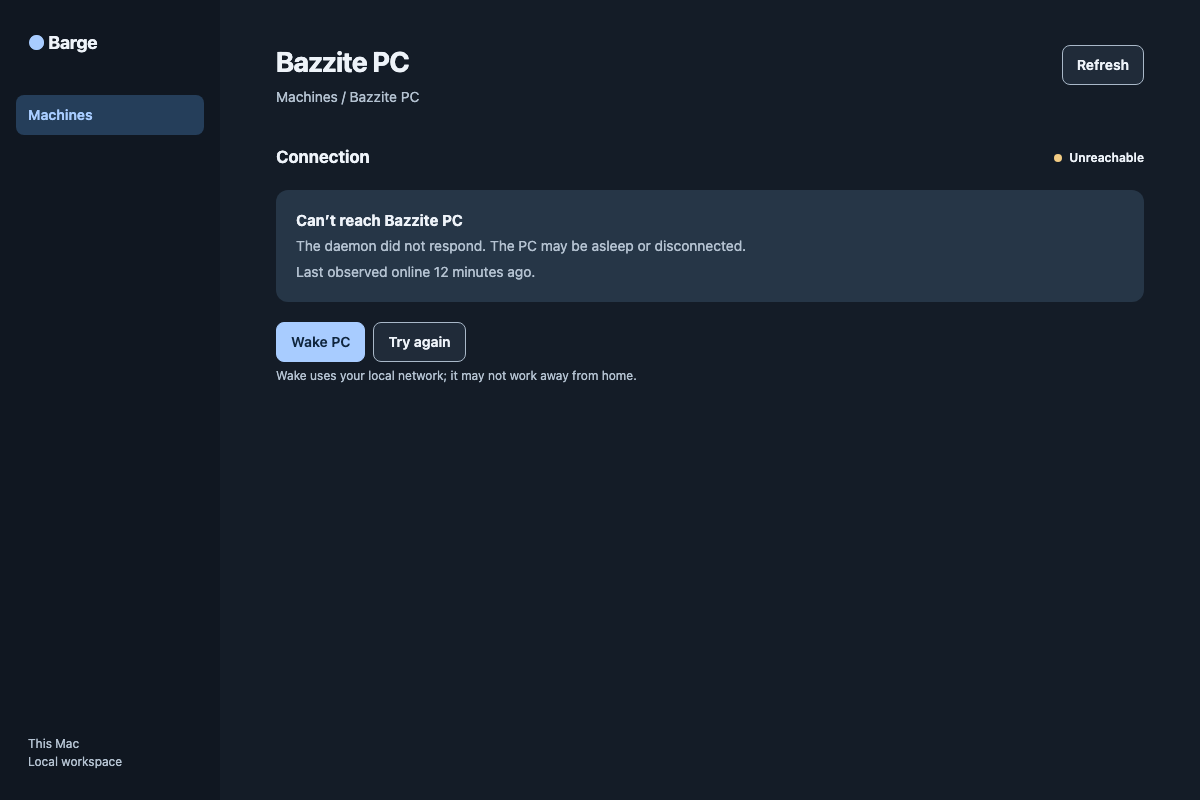 Barge
Machines
Bazzite PC
Machines / Bazzite PC
Refresh
Connection
Unreachable
Can’t reach Bazzite PC
The daemon did not respond. The PC may be asleep or disconnected.
Last observed online 12 minutes ago.
Wake PC
Try again
Wake uses your local network; it may not work away from home.
This Mac
Local workspace